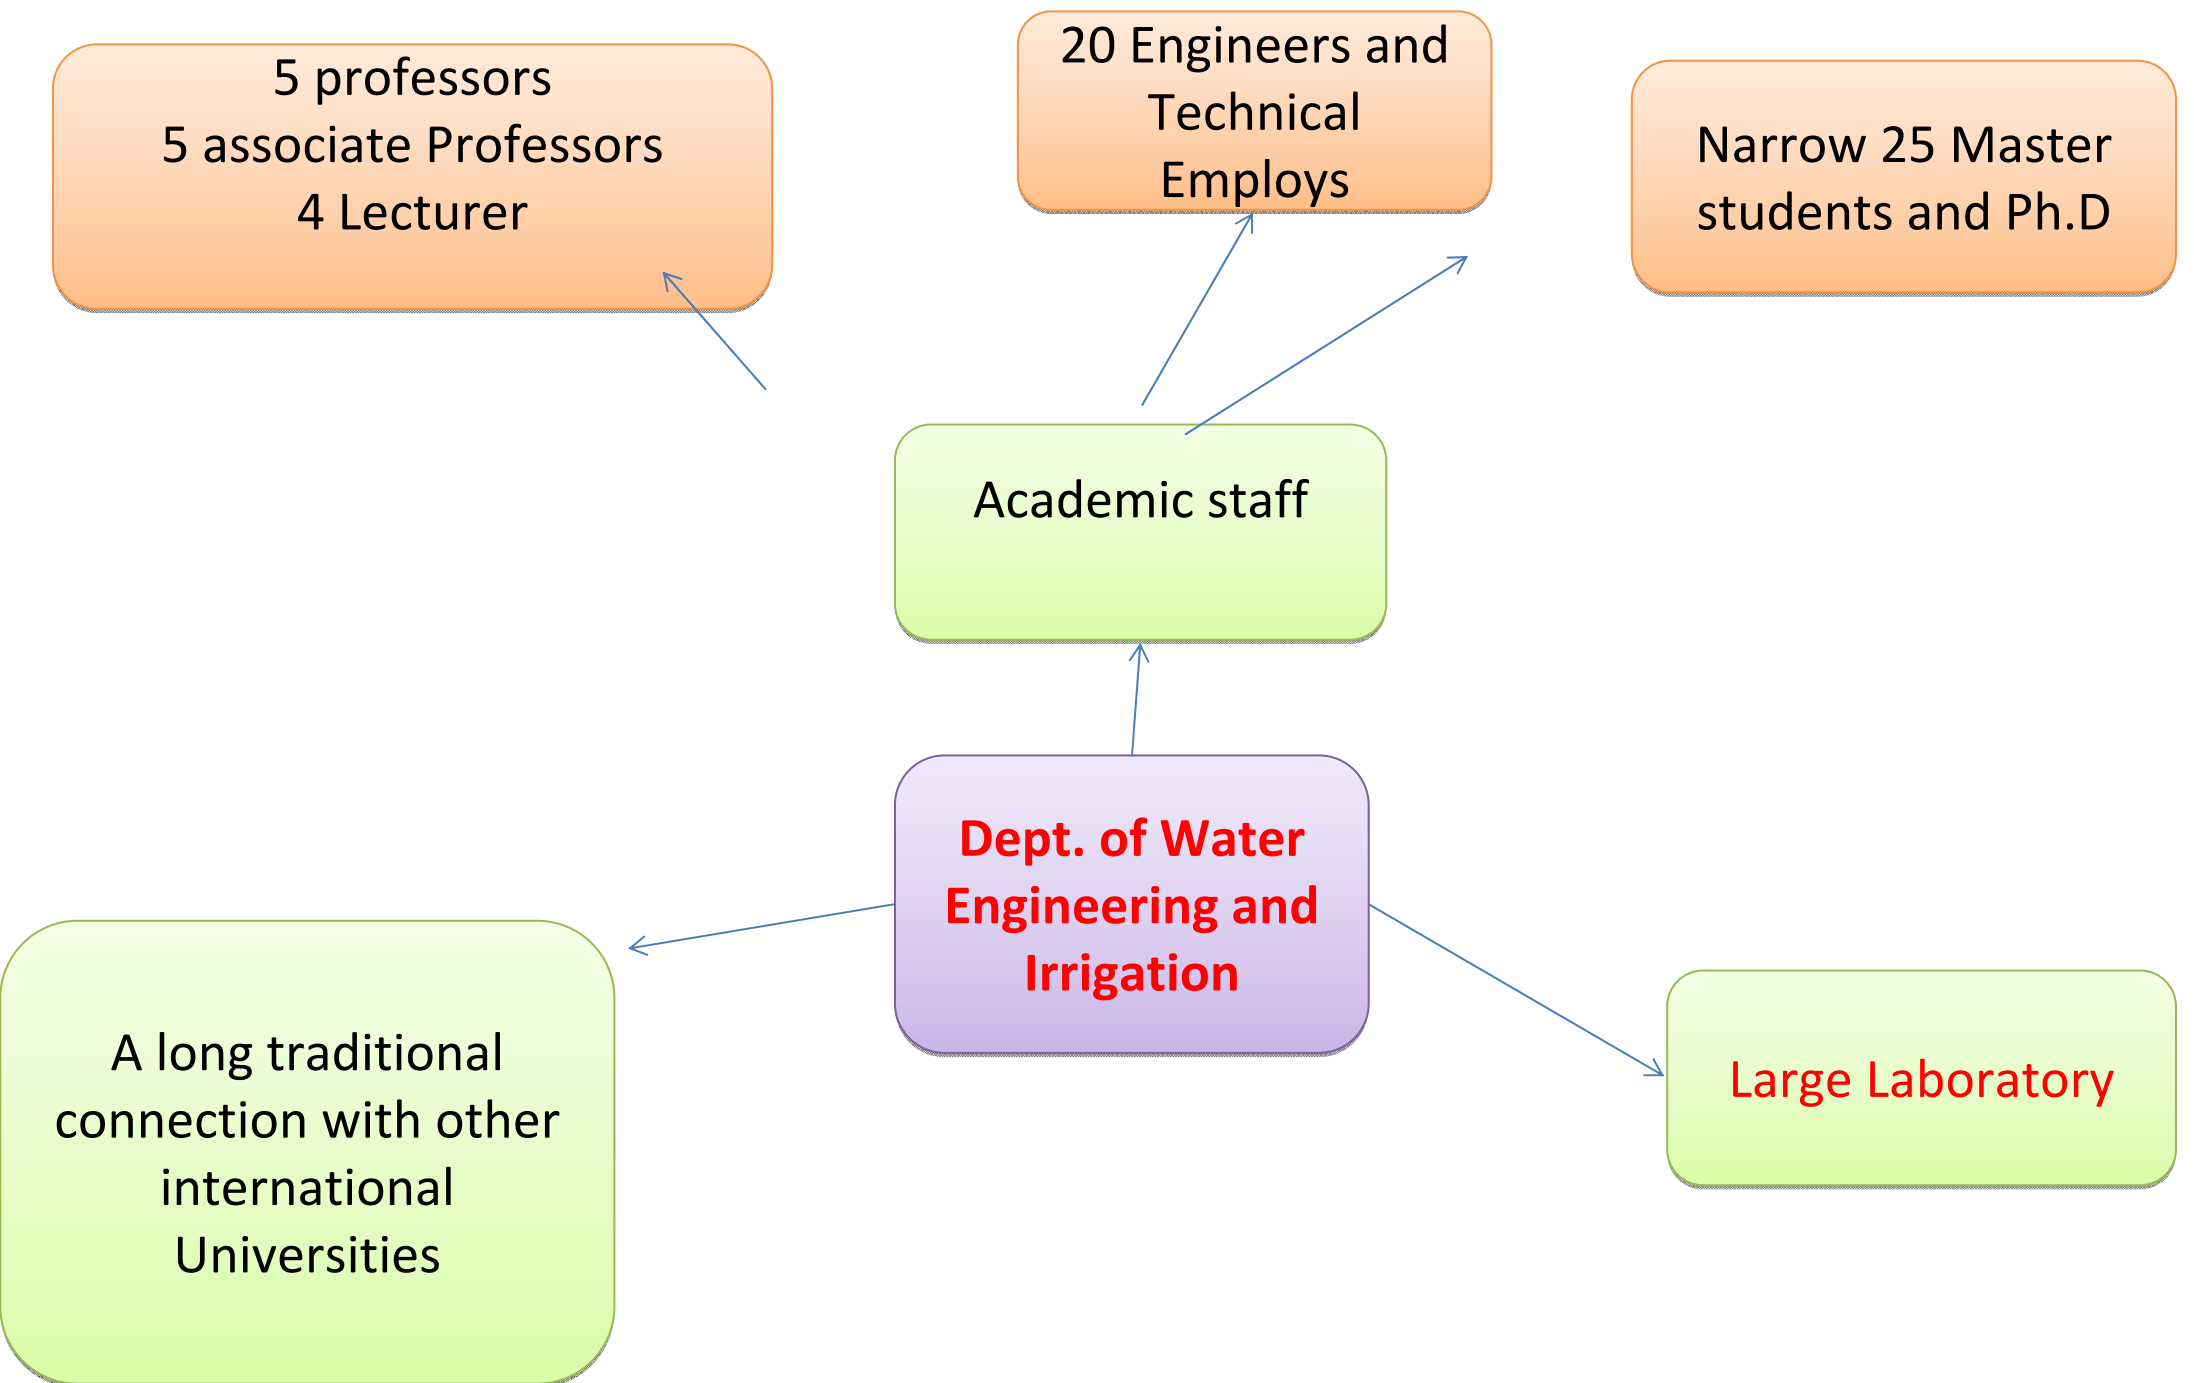 5 professors
5 associate Professors
4 Lecturer
20 Engineers and
Technical
Employs
Narrow 25 Master
students and Ph.D
Academic staff
Dept. of Water
Engineering and
Irrigation
A long traditional
connection with other
international
Universities
Large Laboratory